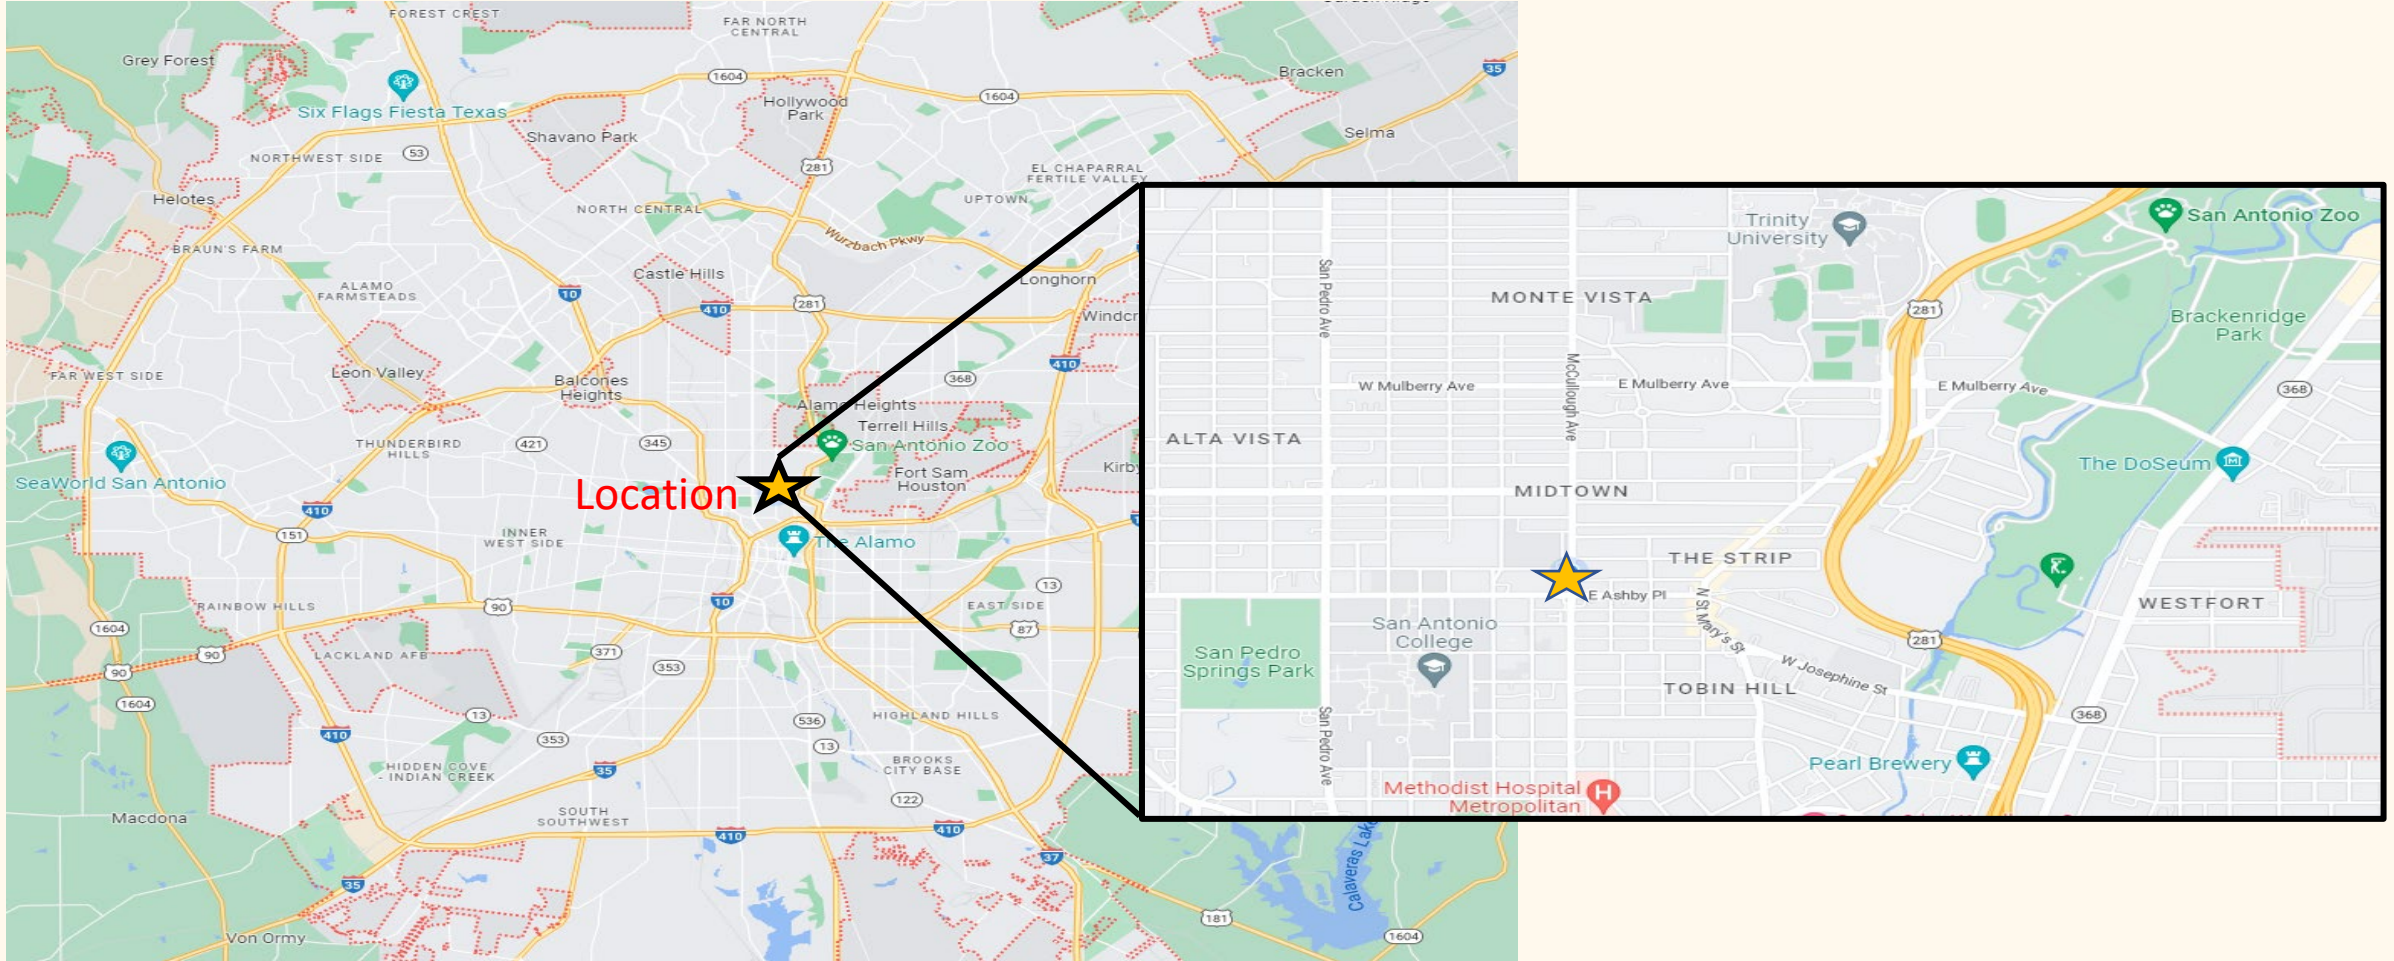 FOREST CREST
FAR NORTH
CENTRAL
Grey Forest
1604
Bracken
35
Six Flags Fiesta Texas
Hollywood
Park
1604
Shavano Park
Selma
NORTHWEST SIDE
53
281
EL CHAPARRAL
FERTILE VALLEY
Helotes
NORTH CENTRAL
UPTOWN
BRAUN'S FARM
Wurzbach Pkwy
Castle Hills
Longhorn
ALAMO
FARMSTEADS
10
410
281
Windcr
FAR WEST SIDE
Leon Valley
Balcones
Heights
368
410
Alamo Heights
Terrell Hills
THUNDERBIRD
HILLS
421
345
San Antonio Zoo
SeaWorld San Antonio
Fort Sam
Houston
Kirby
Location
410
151
INNER
WEST SIDE
The Alamo
13
RAINBOW HILLS
90
10
EAST SIDE
1604
87
90
LACKLAND AFB
371
353
90
1604
13
536
HIGHLAND HILLS
410
353
13
HIDDEN COVE
- INDIAN CREEK
35
BROOKS
CITY BASE
122
Macdona
SOUTH
SOUTHWEST
410
410
37
35
Calaveras Lake
181
Von Ormy
1604
Trinity
University
San Antonio Zoo
San Pedro Ave
MONTE VISTA
281
Brackenridge
Park
McCullough Ave
W Mulberry Ave
E Mulberry Ave
E Mulberry Ave
368
ALTA VISTA
The DoSeum
MIDTOWN
THE STRIP
E Ashby Pl
N St Mary's St
WESTFORT
San Antonio
College
281
San Pedro
Springs Park
W Josephine St
TOBIN HILL
San Pedro Ave
368
Pearl Brewery
Methodist Hospital
Metropolitan
H